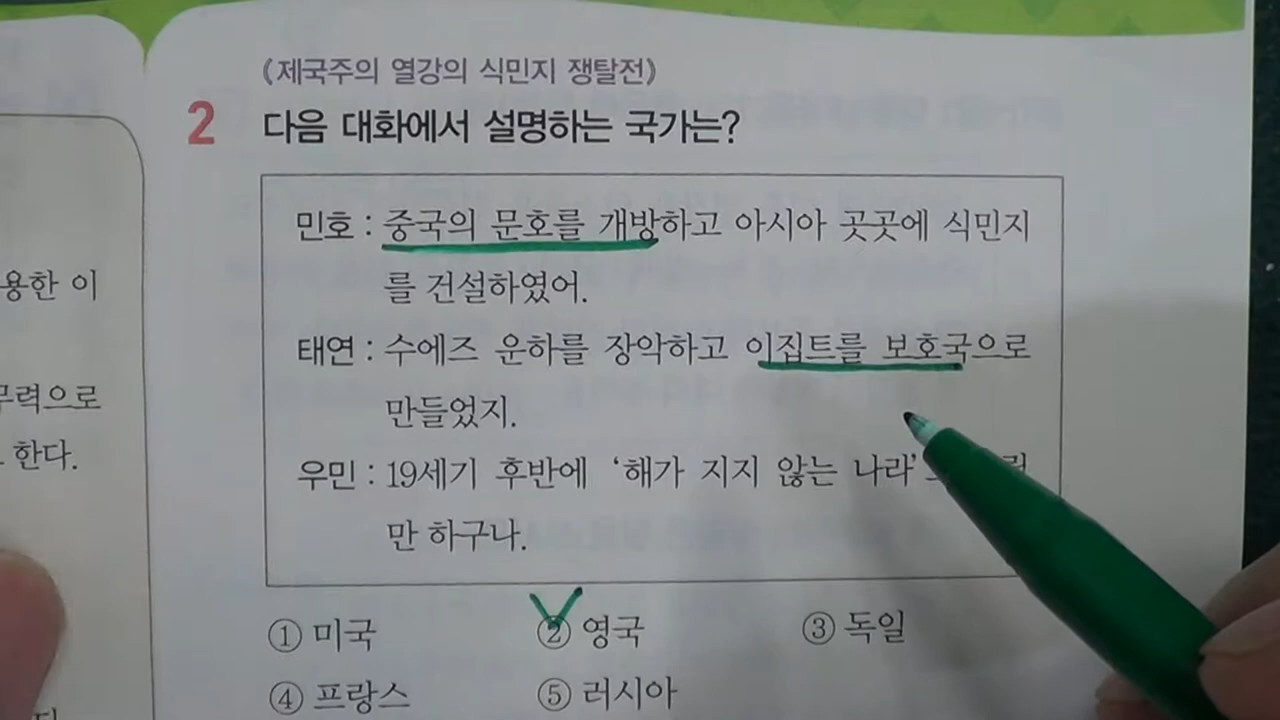 (제국주의 열강의 식민지 쟁탈전)
2 다음 대화에서 설명하는 국가는?
민호 : 중국의 문호를 개방하고 아시아 곳곳에 식민지
를 건설하였어.
태연 : 수에즈 운하를 장악하고 이집트를 보호국으로
만들었지.
우민 : 19세기 후반에 ‘해가 지지 않는 나라’
만 하구나.
① 미국 ② 영국 ③ 독일
④ 프랑스 ⑤ 러시아
용한 이
무력으로
한다.